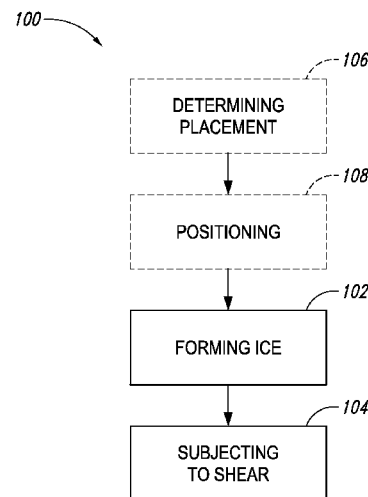 100
106
DETERMINING
PLACEMENT
108
POSITIONING
102
FORMING ICE
104
SUBJECTING
TO SHEAR